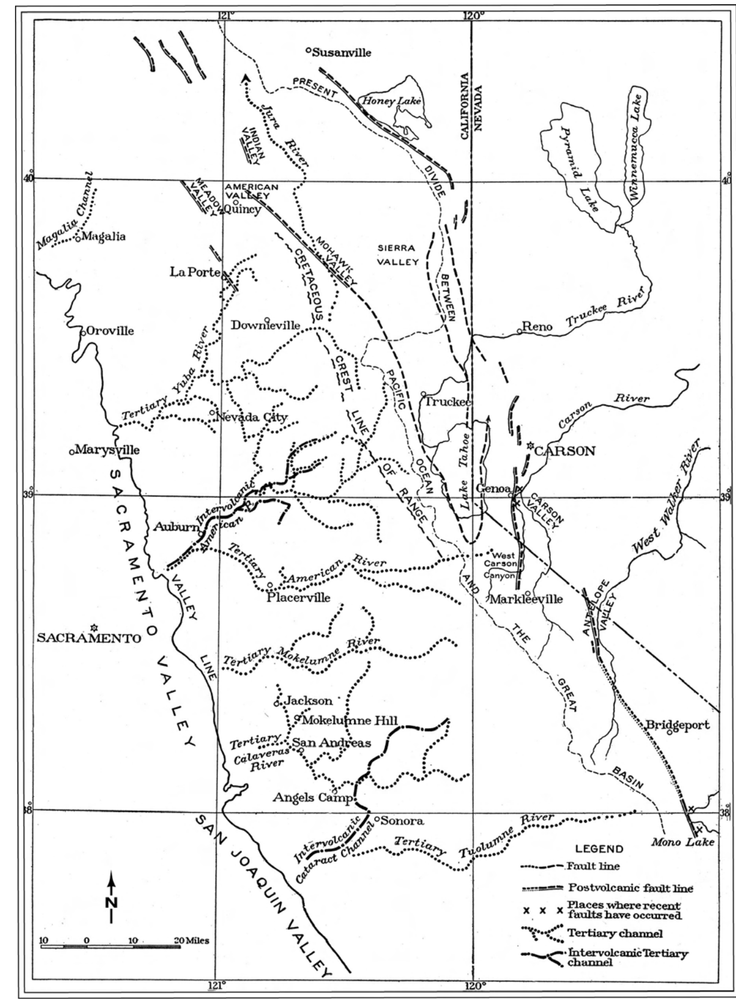 121°
120°
Susanville
PRESENT
Honey Lake
CALIFORNIA
NEVADA
Pyramid
Lake
Winnemucca Lake
Jura
River
INDIAN
VALLEY
DIVIDE
40°
40°
Magalia Channel
MEADOW
VALLEY
AMERICAN
VALLEY
Quincy
Magalia
MOHAWK
VALLEY
SIERRA
VALLEY
CRETACEOUS
La Porte
BETWEEN
Truckee River
Reno
Oroville
Downieville
Tertiary Yuba River
CREST
PACIFIC
Truckee
Carson River
Nevada City
LINE
Marysville
Lake Tahoe
CARSON
West Walker River
OCEAN
OF
RANGE
39°
39°
Genoa
CARSON
VALLEY
Intervolcanic
American R.
Auburn
SACRAMENTO VALLEY
Tertiary
American River
West
Carson
Canyon
VALLEY
LINE
AND
Placerville
Markleeville
ANTELOPE
VALLEY
SACRAMENTO
THE
Tertiary Mokelumne River
GREAT
Jackson
Mokelumne Hill
Bridgeport
Tertiary
Calaveras
River
San Andreas
BASIN
Angels Camp
38°
38°
Intervolcanic
Cataract Channel
Sonora
Tertiary Tuolumne River
Mono Lake
SAN JOAQUIN VALLEY
LEGEND
Fault line
Postvolcanic fault line
Places where recent
faults have occurred
Tertiary channel
Intervolcanic Tertiary
channel
N
10 0 10 20 Miles
121°
120°